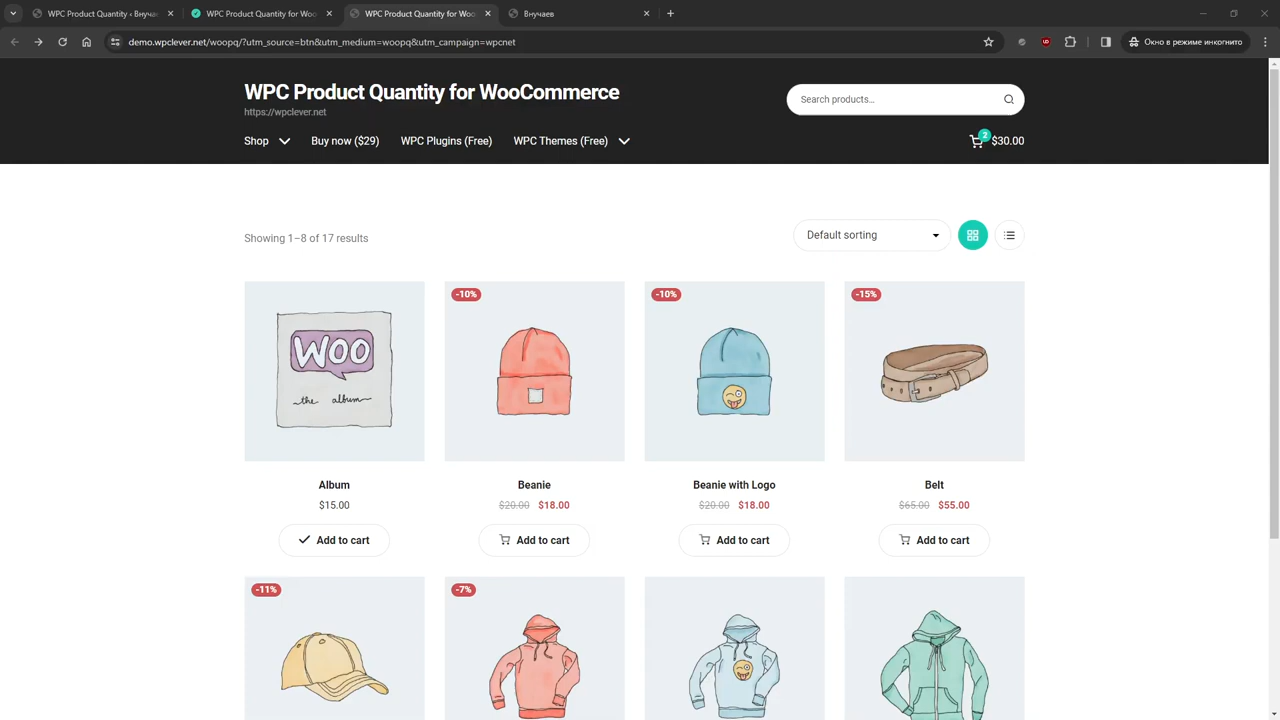 WPC Product Quantity ‹ Внучае
WPC Product Quantity for Woo
WPC Product Quantity for Woo
Внучаев
demo.wpclever.net/woopq/?utm_source=btn&utm_medium=woopq&utm_campaign=wpcnet
Окно в режиме инкогнито
WPC Product Quantity for WooCommerce
https://wpclever.net
Search products…
Shop
Buy now ($29)
WPC Plugins (Free)
WPC Themes (Free)
2
$30.00
Showing 1–8 of 17 results
Default sorting
-10%
-10%
-15%
WOO
the album
Album
Beanie
Beanie with Logo
Belt
$15.00
$20.00 $18.00
$20.00 $18.00
$65.00 $55.00
Add to cart
Add to cart
Add to cart
Add to cart
-11%
-7%